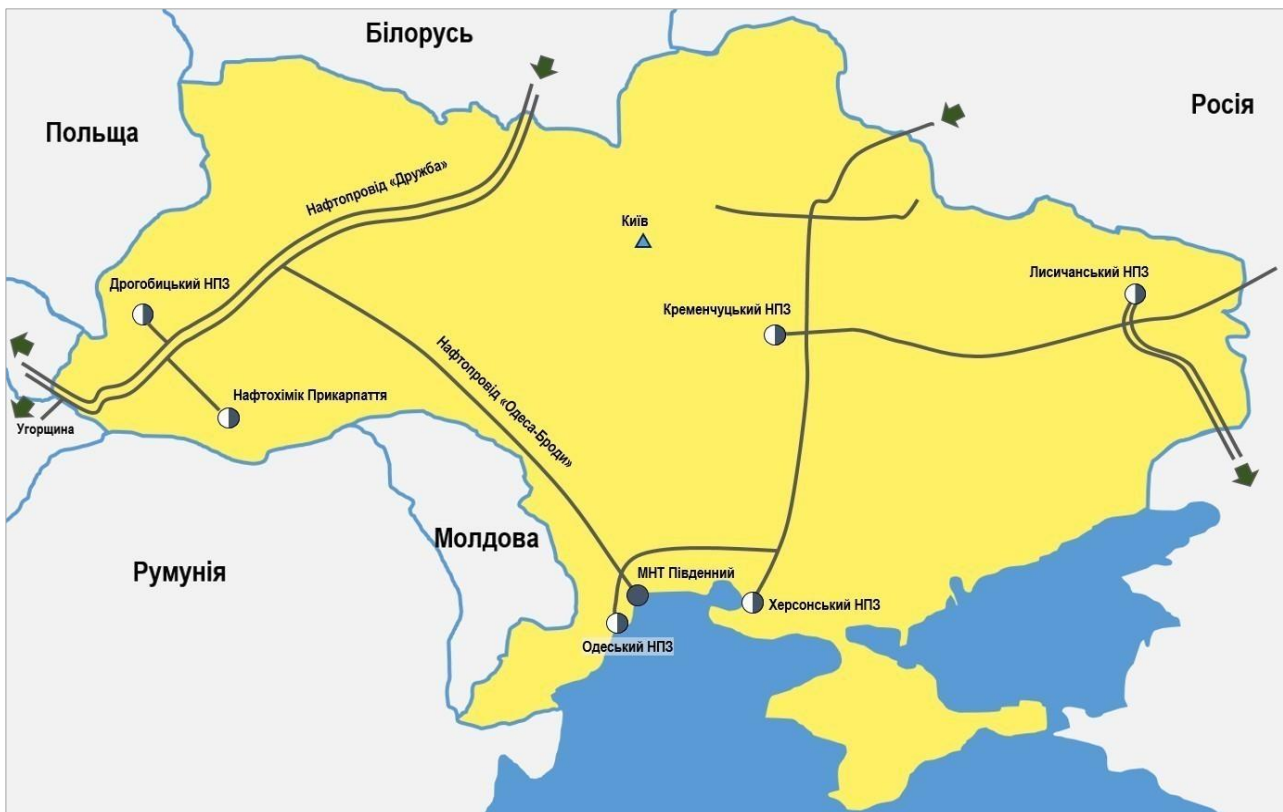 Білорусь
Росія
Польща
Нафтопровід «Дружба»
Київ
Дрогобицький НПЗ
Лисичанський НПЗ
Кременчуцький НПЗ
Нафтопровід «Одеса-Броди»
Нафтохімік Прикарпаття
Угорщина
Молдова
Румунія
МНТ Південний
Херсонський НПЗ
Одеський НПЗ